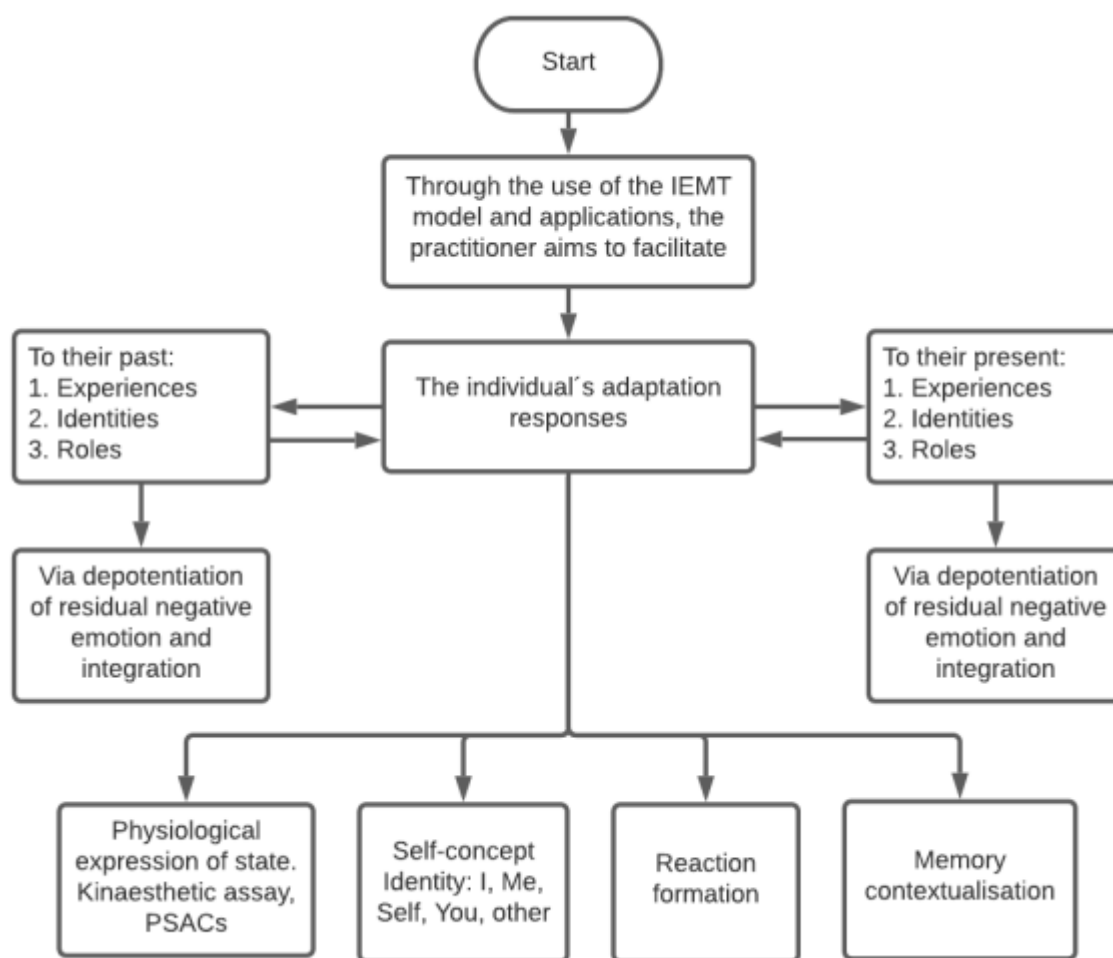 Start
Through the use of the IEMT
model and applications, the
practitioner aims to facilitate
To their past:
1. Experiences
2. Identities
3. Roles
The individual´s adaptation
responses
To their present:
1. Experiences
2. Identities
3. Roles
Via depotentiation
of residual negative
emotion and
integration
Via depotentiation
of residual negative
emotion and
integration
Physiological
expression of state.
Kinaesthetic assay,
PSACs
Self-concept
Identity: I, Me,
Self, You, other
Reaction
formation
Memory
contextualisation